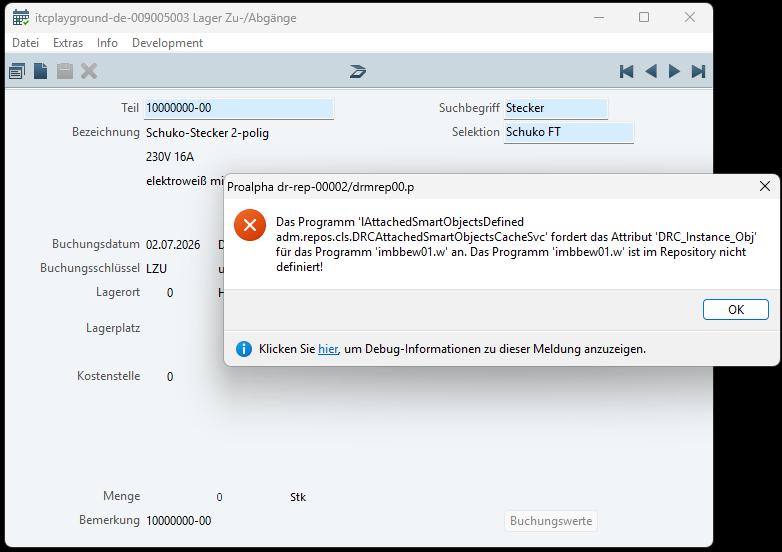 itcplayground-de-009005003 Lager Zu-/Abgänge
Datei Extras Info Development
Teil 10000000-00 Suchbegriff Stecker
Bezeichnung Schuko-Stecker 2-polig Selektion Schuko FT
230V 16A
elektroweiß mi
Proalpha dr-rep-00002/drmrep00.p
Das Programm 'IAttachedSmartObjectsDefined
adm.repos.cls.DRCAttachedSmartObjectsCacheSvc' fordert das Attribut 'DRC_Instance_Obj'
für das Programm 'imbbew01.w' an. Das Programm 'imbbew01.w' ist im Repository nicht
definiert!
OK
Klicken Sie hier, um Debug-Informationen zu dieser Meldung anzuzeigen.
Buchungsdatum 02.07.2026 D
Buchungsschlüssel LZU u
Lagerort 0 H
Lagerplatz
Kostenstelle 0
Menge 0 Stk
Bemerkung 10000000-00 Buchungswerte